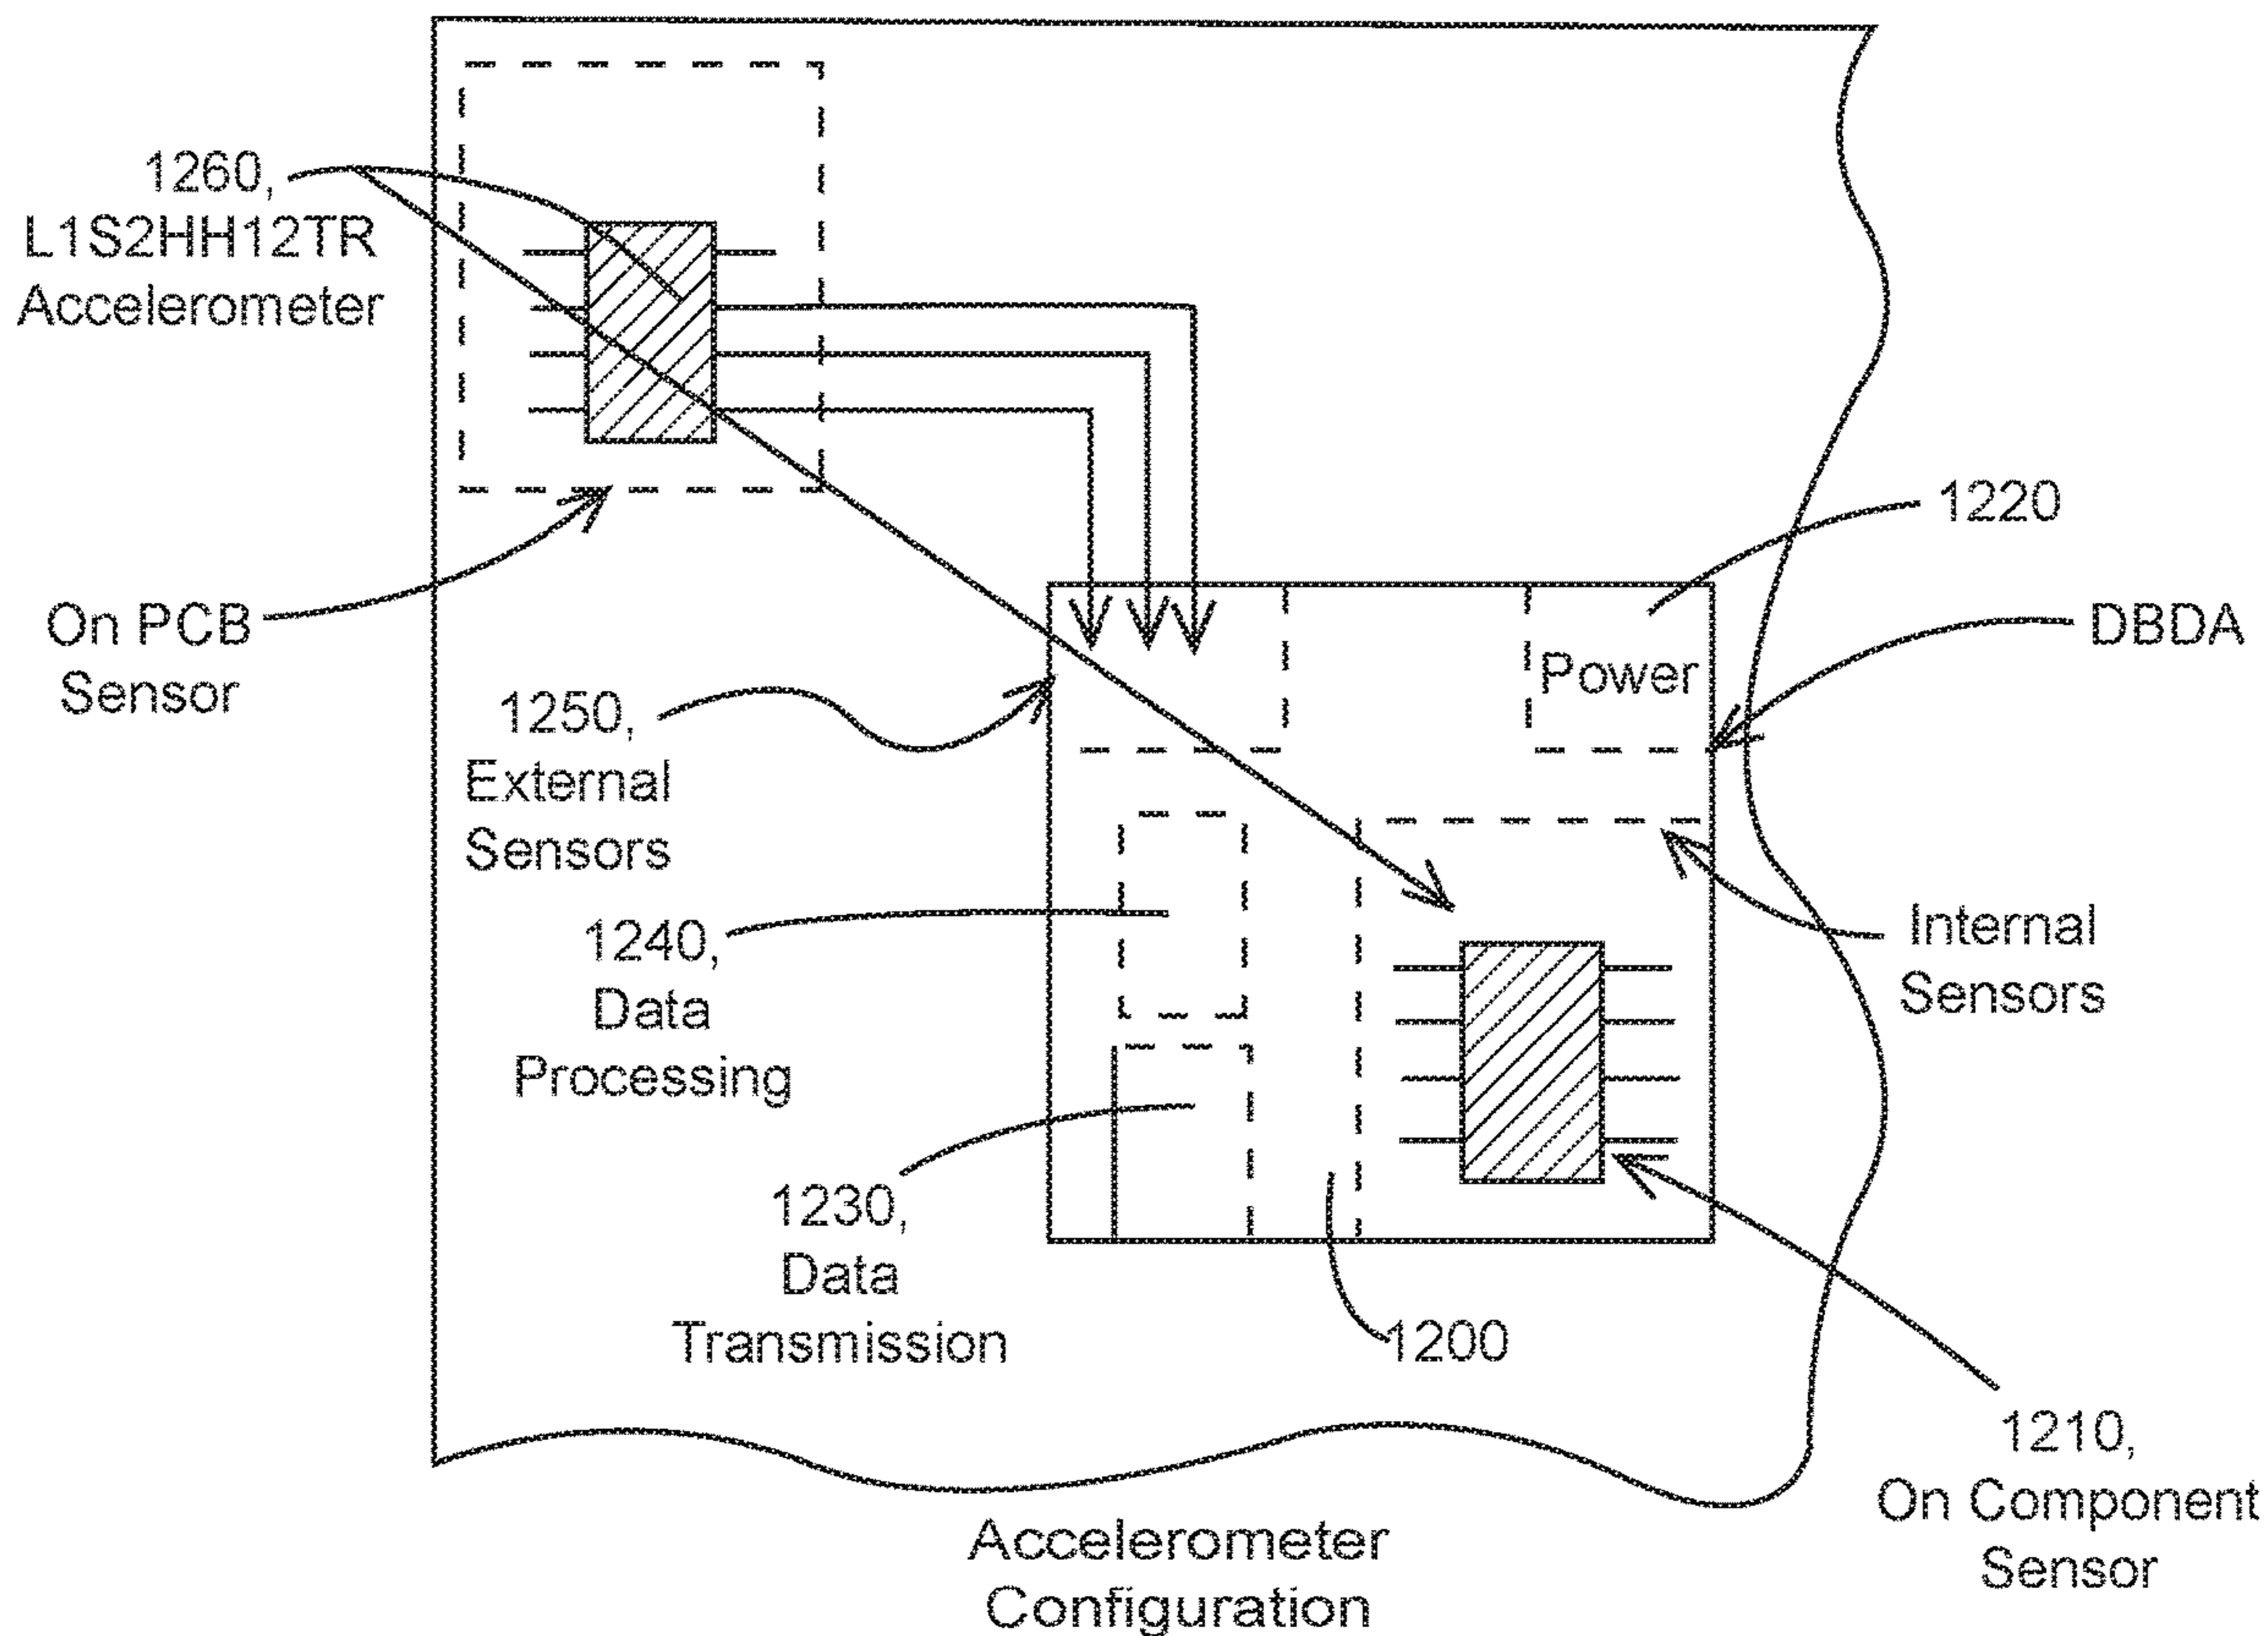 1260,
L1S2HH12TR
Accelerometer
On PCB
Sensor
1220
DBDA
Power
1250,
External
Sensors
1240,
Data
Processing
Internal
Sensors
1230,
Data
Transmission
1200
1210,
On Component
Sensor
Accelerometer
Configuration